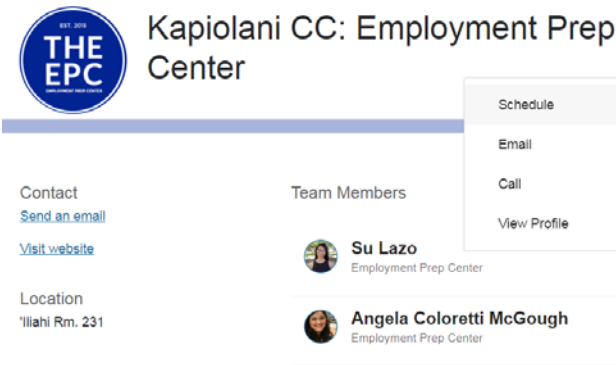 EST. 2015
THE
EPC
EMPLOYMENT PREP CENTER
Kapiolani CC: Employment Prep
Center
Schedule
Email
Call
View Profile
Contact
Send an email
Visit website
Location
'Iliahi Rm. 231
Team Members
Su Lazo
Employment Prep Center
Angela Coloretti McGough
Employment Prep Center